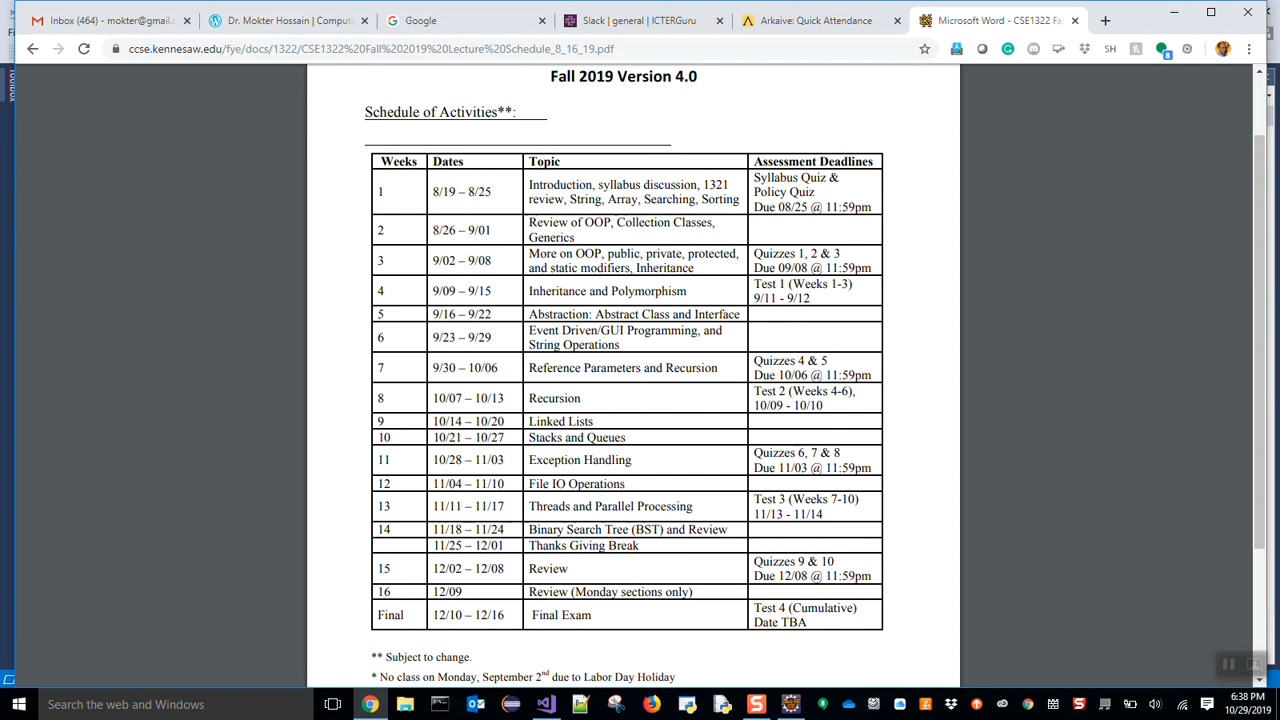 Inbox (464) - mokter@gmail.c
Dr. Mokter Hossain | Comput
Google
Slack | general | ICTERGuru
Arkaive: Quick Attendance
Microsoft Word - CSE1322 Fal
ccse.kennesaw.edu/fye/docs/1322/CSE1322%20Fall%202019%20Lecture%20Schedule_8_16_19.pdf
SH
8
Fall 2019 Version 4.0
Schedule of Activities**:
Weeks Dates Topic Assessment Deadlines
1 8/19 – 8/25 Introduction, syllabus discussion, 1321 review, String, Array, Searching, Sorting Syllabus Quiz & Policy Quiz Due 08/25 @ 11:59pm
2 8/26 – 9/01 Review of OOP, Collection Classes, Generics
3 9/02 – 9/08 More on OOP, public, private, protected, and static modifiers, Inheritance Quizzes 1, 2 & 3 Due 09/08 @ 11:59pm
4 9/09 – 9/15 Inheritance and Polymorphism Test 1 (Weeks 1-3) 9/11 - 9/12
5 9/16 – 9/22 Abstraction: Abstract Class and Interface
6 9/23 – 9/29 Event Driven/GUI Programming, and String Operations
7 9/30 – 10/06 Reference Parameters and Recursion Quizzes 4 & 5 Due 10/06 @ 11:59pm
8 10/07 – 10/13 Recursion Test 2 (Weeks 4-6), 10/09 - 10/10
9 10/14 – 10/20 Linked Lists
10 10/21 – 10/27 Stacks and Queues
11 10/28 – 11/03 Exception Handling Quizzes 6, 7 & 8 Due 11/03 @ 11:59pm
12 11/04 – 11/10 File IO Operations
13 11/11 – 11/17 Threads and Parallel Processing Test 3 (Weeks 7-10) 11/13 - 11/14
14 11/18 – 11/24 Binary Search Tree (BST) and Review
11/25 – 12/01 Thanks Giving Break
15 12/02 – 12/08 Review Quizzes 9 & 10 Due 12/08 @ 11:59pm
16 12/09 Review (Monday sections only)
Final 12/10 – 12/16 Final Exam Test 4 (Cumulative) Date TBA
** Subject to change.
* No class on Monday, September 2nd due to Labor Day Holiday
Search the web and Windows
6:38 PM
10/29/2019